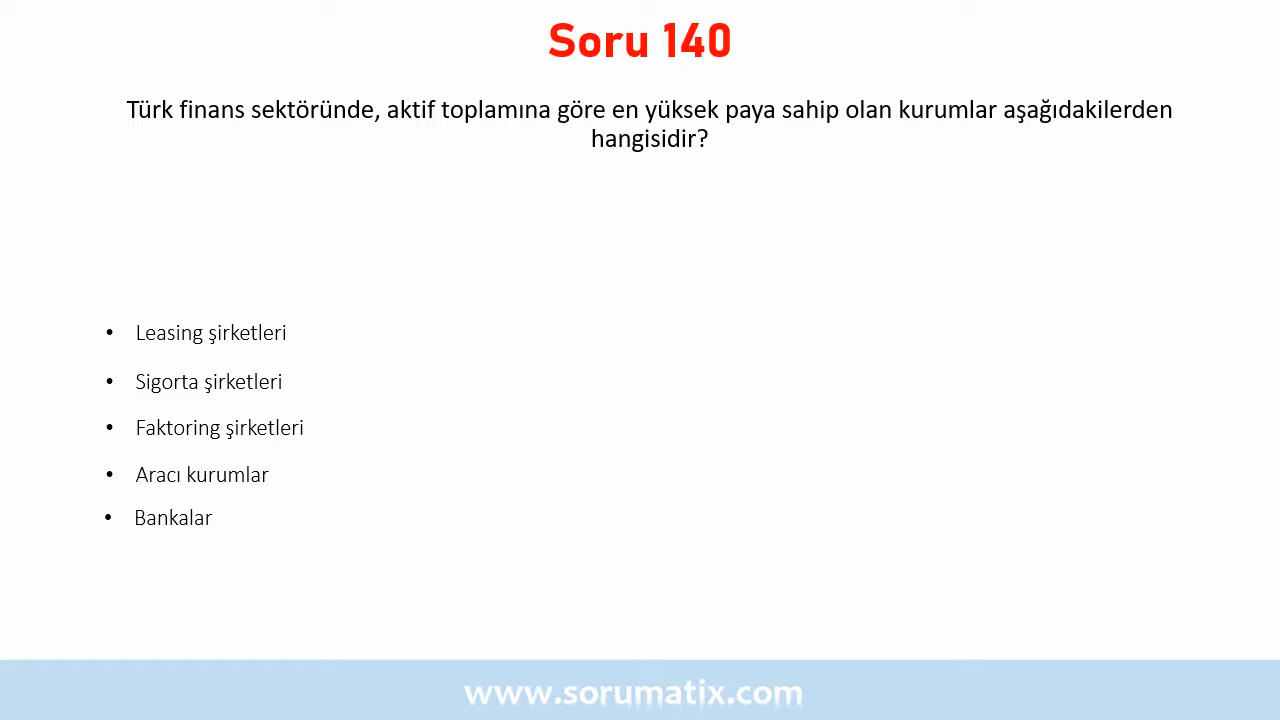 Soru 140
Türk finans sektöründe, aktif toplamına göre en yüksek paya sahip olan kurumlar aşağıdakilerden
hangisidir?
• Leasing şirketleri
• Sigorta şirketleri
• Faktoring şirketleri
• Aracı kurumlar
• Bankalar
www.sorumatix.com